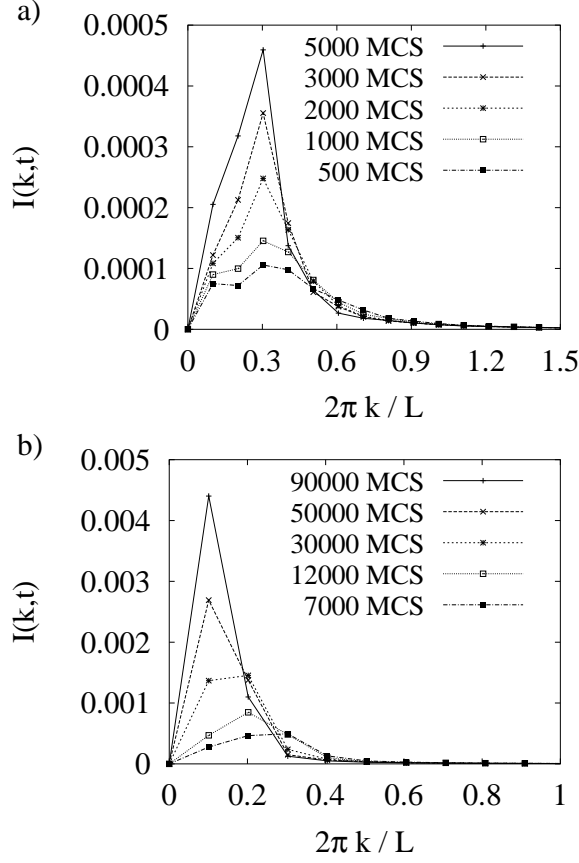 a)
0.0005
0.0004
0.0003
0.0002
0.0001
0
I(k,t)
5000 MCS
3000 MCS
2000 MCS
1000 MCS
500 MCS
0 0.3 0.6 0.9 1.2 1.5
2π k / L
b)
0.005
0.004
0.003
0.002
0.001
0
I(k,t)
90000 MCS
50000 MCS
30000 MCS
12000 MCS
7000 MCS
0 0.2 0.4 0.6 0.8 1
2π k / L